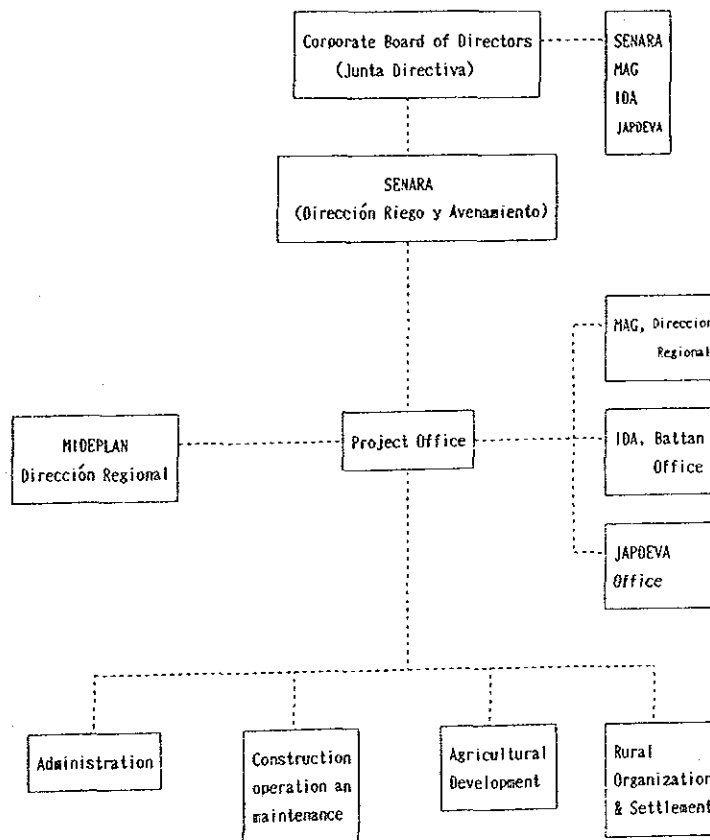 Corporate Board of Directors
(Junta Directiva)
SENARA
MAG
IDA
JAPDEVA
SENARA
(Dirección Riego y Avenamiento)
MAG, Direccion
Regional
MIDEPLAN
Dirección Regional
Project Office
IDA, Battan
Office
JAPDEVA
Office
Administration
Construction
operation an
maintenance
Agricultural
Development
Rural
Organization
& Settlement